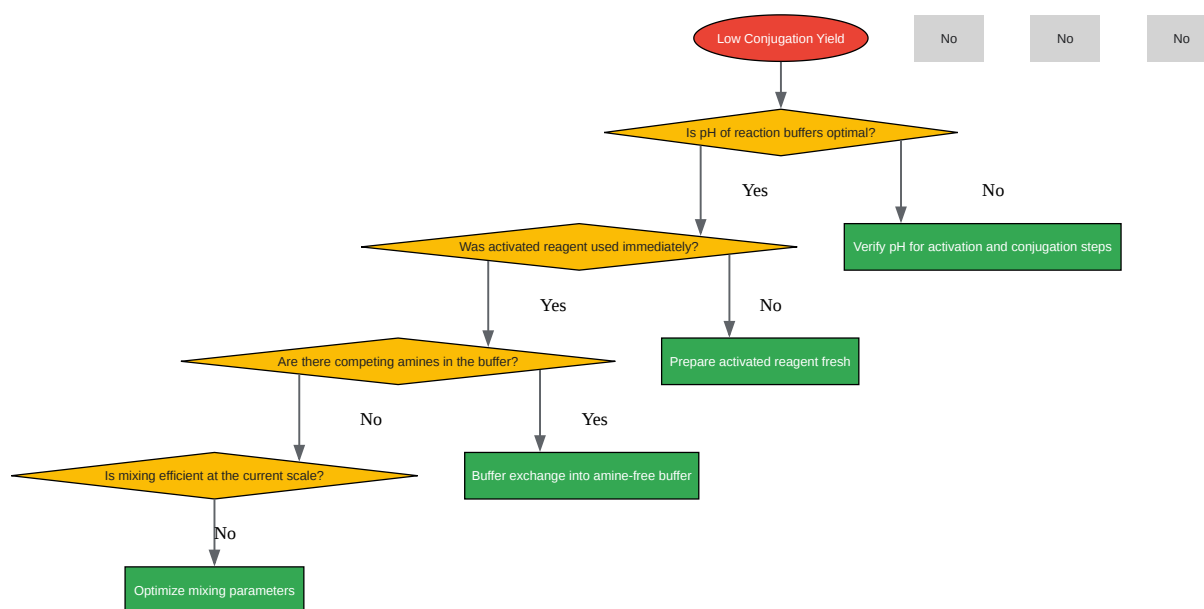 Low Conjugation Yield
No
No
No
Is pH of reaction buffers optimal?
Yes
No
Was activated reagent used immediately?
Verify pH for activation and conjugation steps
Yes
No
Are there competing amines in the buffer?
Prepare activated reagent fresh
No
Yes
Is mixing efficient at the current scale?
Buffer exchange into amine-free buffer
No
Optimize mixing parameters